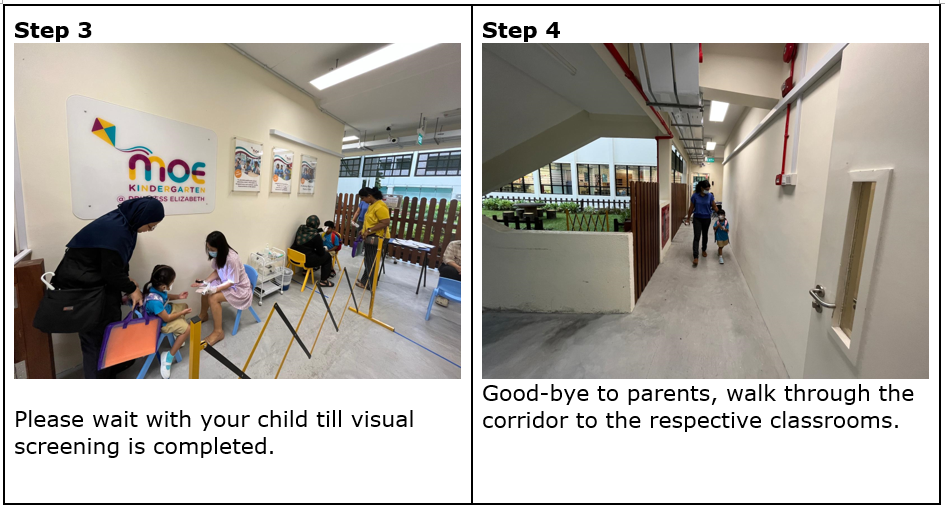 Step 3
moe
KINDERGARTEN
ESS ELIZABETH
Please wait with your child till visual
screening is completed.
Step 4
Good-bye to parents, walk through the
corridor to the respective classrooms.